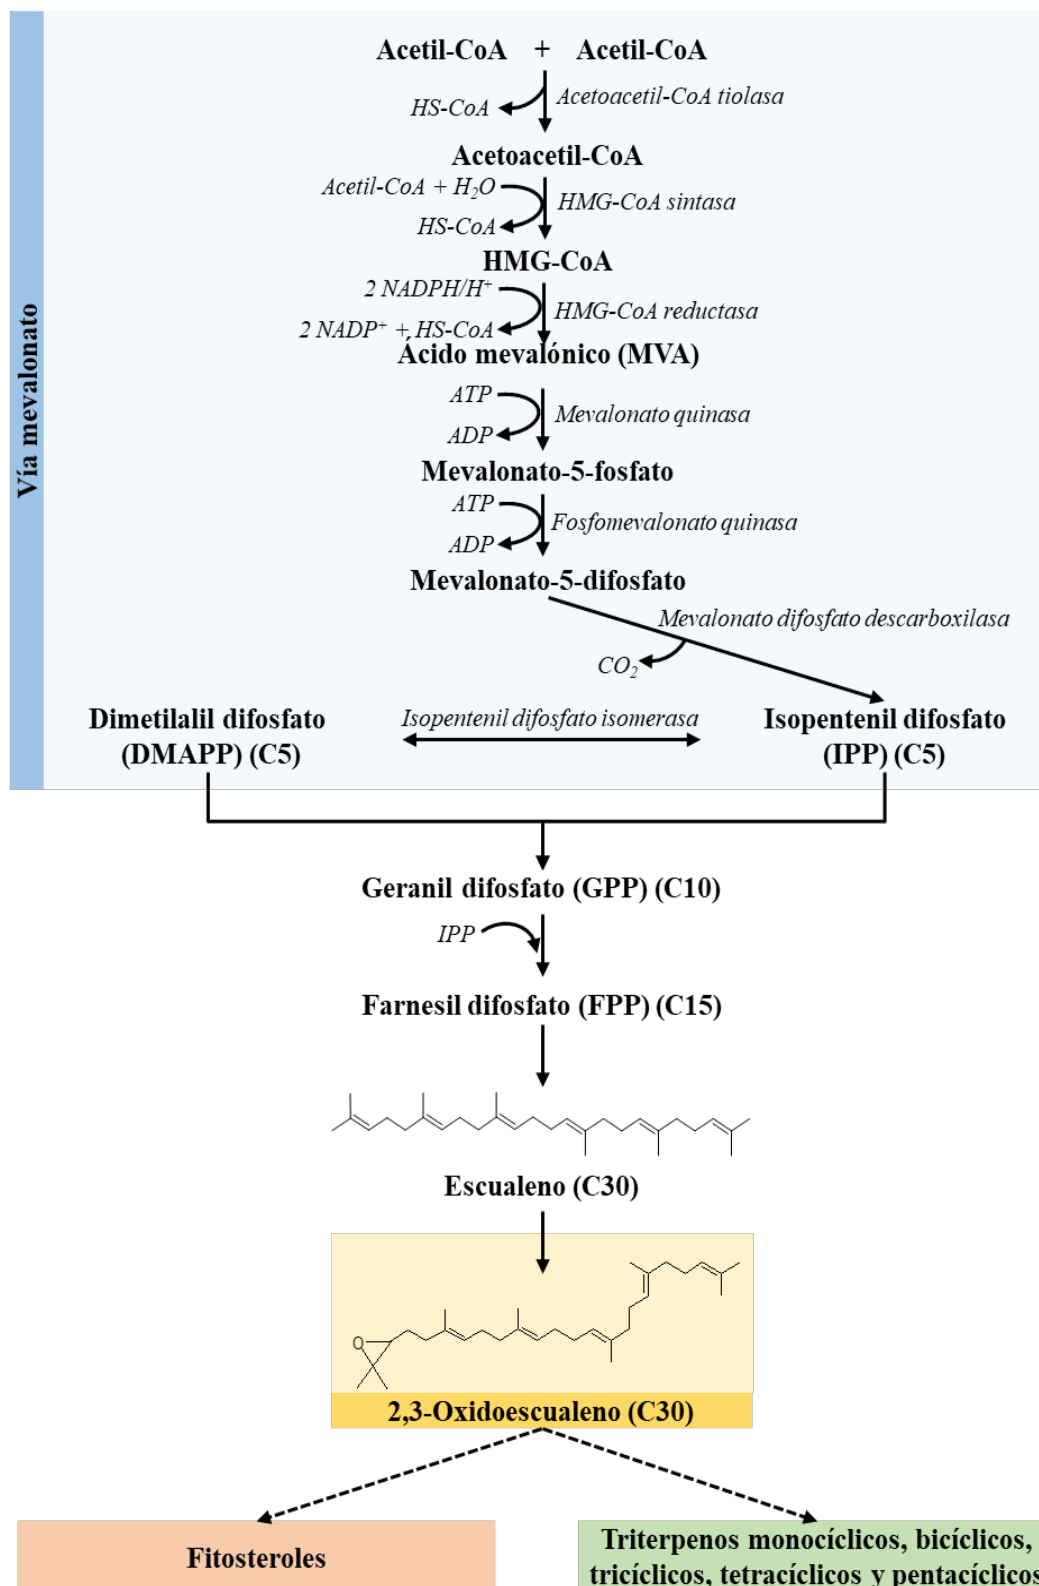 Vía mevalonato
Acetil-CoA + Acetil-CoA
HS-CoA
Acetoacetil-CoA tiolasa
Acetoacetil-CoA
Acetil-CoA + H₂O
HMG-CoA sintasa
HS-CoA
HMG-CoA
2 NADPH/H⁺
HMG-CoA reductasa
2 NADP⁺ + HS-CoA
Ácido mevalónico (MVA)
ATP
Mevalonato quinasa
ADP
Mevalonato-5-fosfato
ATP
Fosfomevalonato quinasa
ADP
Mevalonato-5-difosfato
Mevalonato difosfato descarboxilasa
CO₂
Dimetilalil difosfato
(DMAPP) (C5)
Isopentenil difosfato isomerasa
Isopentenil difosfato
(IPP) (C5)
Geranil difosfato (GPP) (C10)
IPP
Farnesil difosfato (FPP) (C15)
Escualeno (C30)
O
2,3-Oxidoescualeno (C30)
Fitosteroles
Triterpenos monocíclicos, bicíclicos,
tricíclicos, tetracíclicos y pentacíclicos